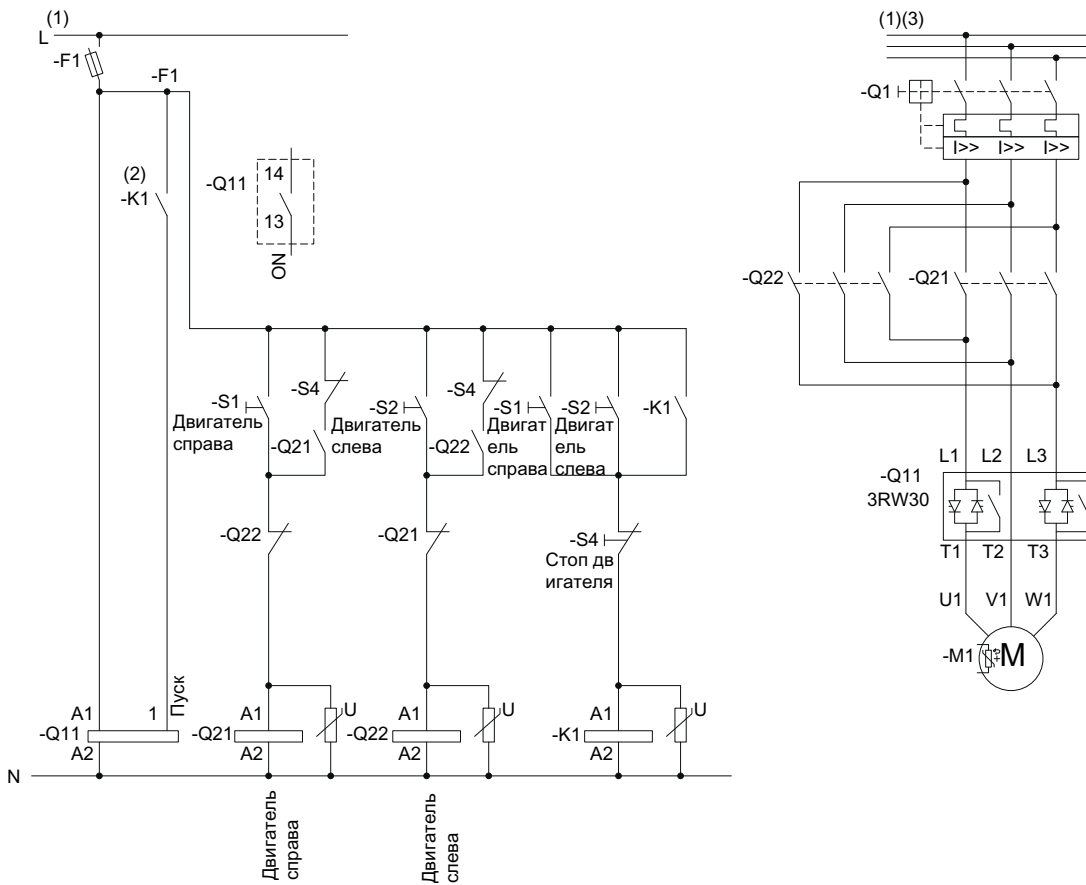 (1)
L
-F1
-F1
(2)
-K1
-Q11
14
13
ON
-S1
Двигатель
справа
-S4
-Q21
-S2
Двигатель
слева
-S4
-Q22
-S1
Двигат
ель
справа
-S2
Двигат
ель
слева
-K1
-Q22
-Q21
-S4
Стоп дв
игателя
A1
1
Пуск
-Q11
A2
A1
-Q21
A2
U
A1
-Q22
A2
U
A1
-K1
A2
U
N
Двигатель
справа
Двигатель
слева
(1)(3)
-Q1
I>>
I>>
I>>
-Q22
-Q21
L1
L2
L3
-Q11
3RW30
T1
T2
T3
U1
V1
W1
-M1
M